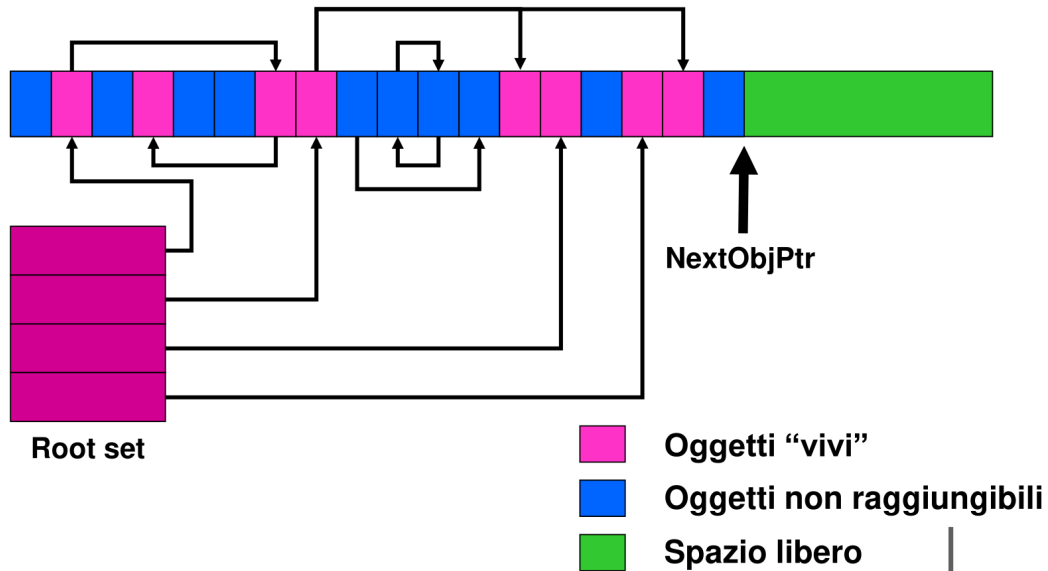 NextObjPtr
Root set
Oggetti “vivi”
Oggetti non raggiungibili
Spazio libero